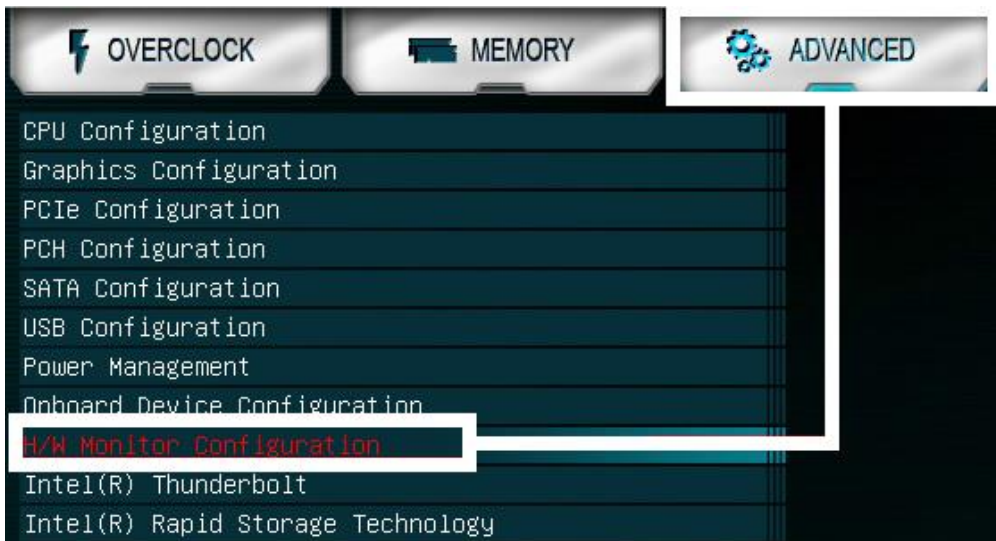 OVERCLOCK MEMORY ADVANCED
CPU Configuration
Graphics Configuration
PCIe Configuration
PCH Configuration
SATA Configuration
USB Configuration
Power Management
Onboard Device Configuration
H/W Monitor Configuration
Intel(R) Thunderbolt
Intel(R) Rapid Storage Technology